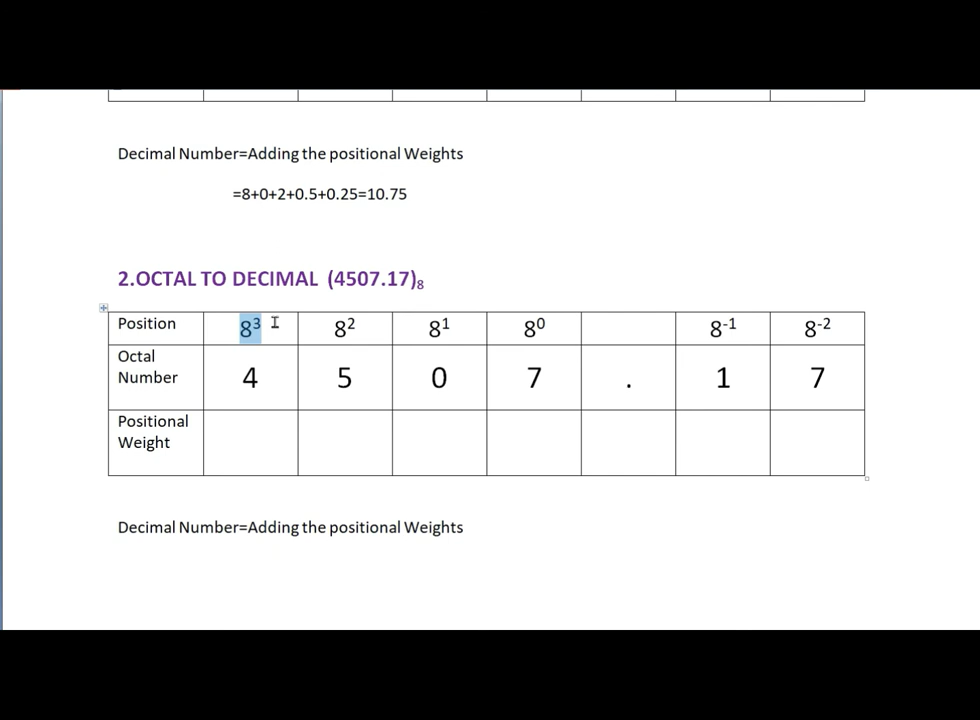 Decimal Number=Adding the positional Weights
=8+0+2+0.5+0.25=10.75
2.OCTAL TO DECIMAL (4507.17)₈
Position 8³ 8² 8¹ 8⁰ 8⁻¹ 8⁻²
Octal Number 4 5 0 7 . 1 7
Positional Weight
Decimal Number=Adding the positional Weights